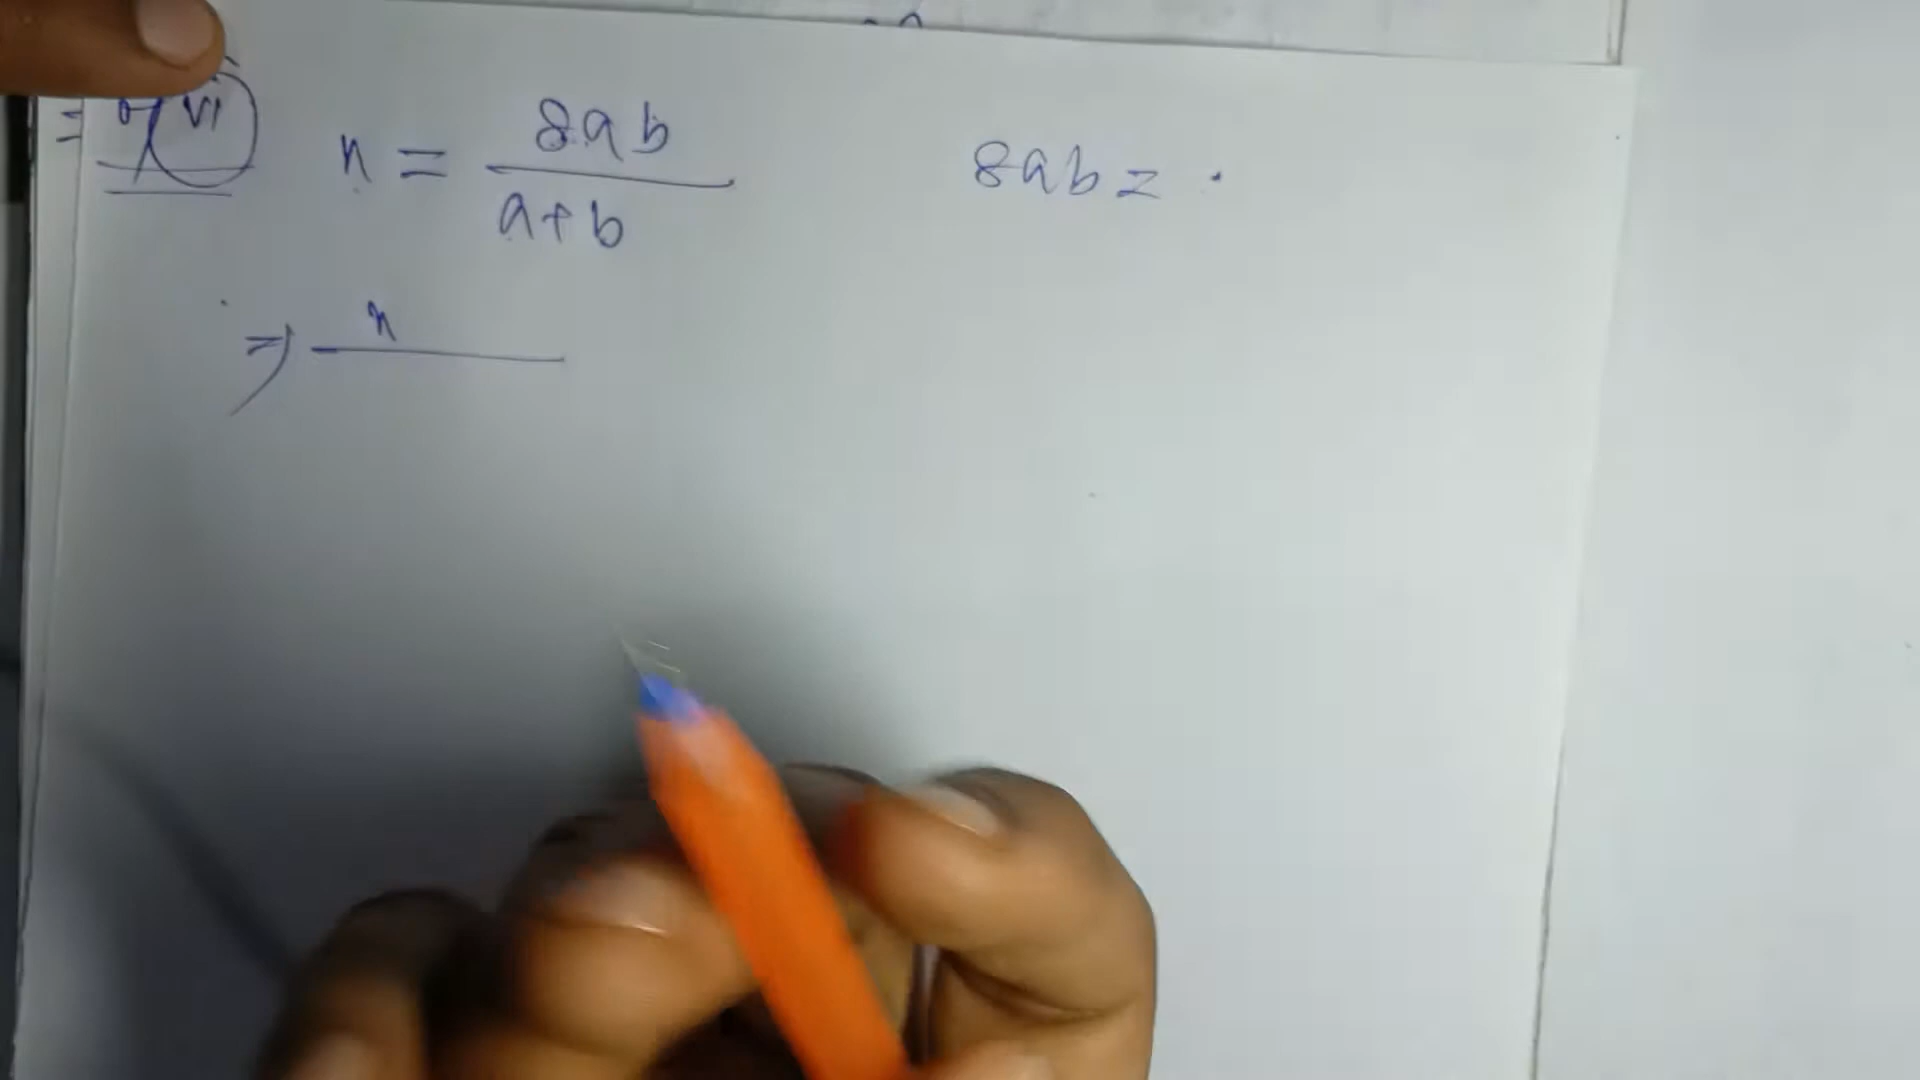 vi n = 8ab / a+b 8ab =
⇒ n /